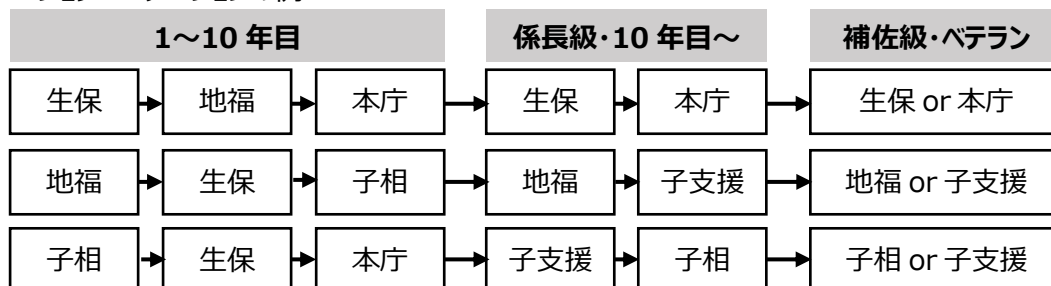 1～10 年目 係長級・10 年目～ 補佐級・ベテラン
生保 地福 本庁 生保 本庁 生保 or 本庁
地福 生保 子相 地福 子支援 地福 or 子支援
子相 生保 本庁 子支援 子相 子相 or 子支援